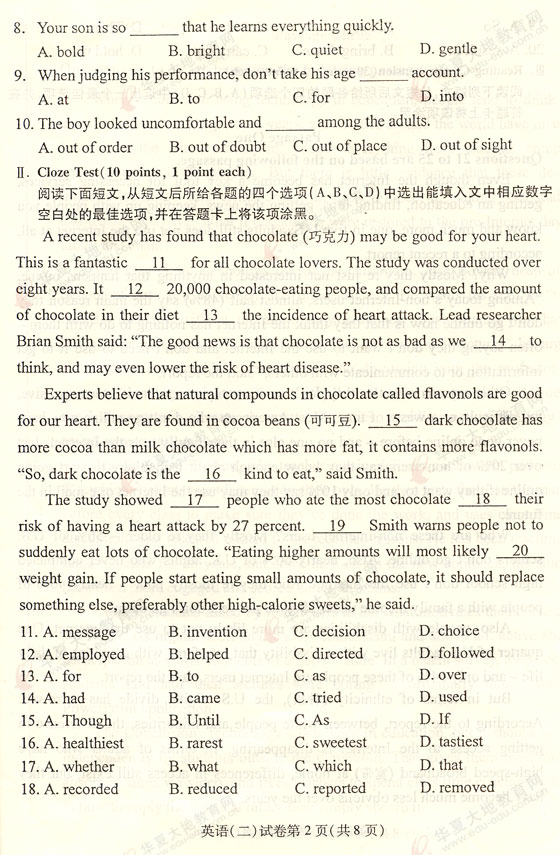 8. Your son is so ______ that he learns everything quickly.
A. bold B. bright C. quiet D. gentle
9. When judging his performance, don't take his age ______ account.
A. at B. to C. for D. into
10. The boy looked uncomfortable and ______ among the adults.
A. out of order B. out of doubt C. out of place D. out of sight
Ⅱ. Cloze Test(10 points, 1 point each)
阅读下面短文,从短文后所给各题的四个选项(A、B、C、D)中选出能填入文中相应数字
空白处的最佳选项,并在答题卡上将该项涂黑。
A recent study has found that chocolate (巧克力) may be good for your heart.
This is a fantastic 11 for all chocolate lovers. The study was conducted over
eight years. It 12 20,000 chocolate-eating people, and compared the amount
of chocolate in their diet 13 the incidence of heart attack. Lead researcher
Brian Smith said: “The good news is that chocolate is not as bad as we 14 to
think, and may even lower the risk of heart disease.”
Experts believe that natural compounds in chocolate called flavonols are good
for our heart. They are found in cocoa beans (可可豆). 15 dark chocolate has
more cocoa than milk chocolate which has more fat, it contains more flavonols.
“So, dark chocolate is the 16 kind to eat,” said Smith.
The study showed 17 people who ate the most chocolate 18 their
risk of having a heart attack by 27 percent. 19 Smith warns people not to
suddenly eat lots of chocolate. “Eating higher amounts will most likely 20
weight gain. If people start eating small amounts of chocolate, it should replace
something else, preferably other high-calorie sweets,” he said.
11. A. message B. invention C. decision D. choice
12. A. employed B. helped C. directed D. followed
13. A. for B. to C. as D. over
14. A. had B. came C. tried D. used
15. A. Though B. Until C. As D. If
16. A. healthiest B. rarest C. sweetest D. tastiest
17. A. whether B. what C. which D. that
18. A. recorded B. reduced C. reported D. removed
英语(二)试卷第 2 页(共 8 页)
华夏大地教育网